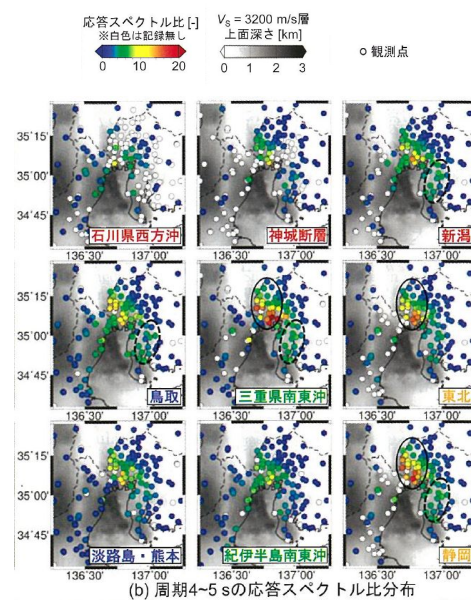 応答スペクトル比 [-]
※白色は記録無し
0 10 20
VS = 3200 m/s層
上面深さ [km]
0 1 2 3
観測点
35°15'
35°00'
34°45'
石川県西方沖
神城断層
新潟
136°30' 137°00'
136°30' 137°00'
136°30' 137°00'
35°15'
35°00'
34°45'
鳥取
三重県南東沖
東北
136°30' 137°00'
136°30' 137°00'
136°30' 137°00'
35°15'
35°00'
34°45'
淡路島・熊本
紀伊半島南東沖
静岡
136°30' 137°00'
136°30' 137°00'
136°30' 137°00'
(b) 周期4~5 sの応答スペクトル比分布